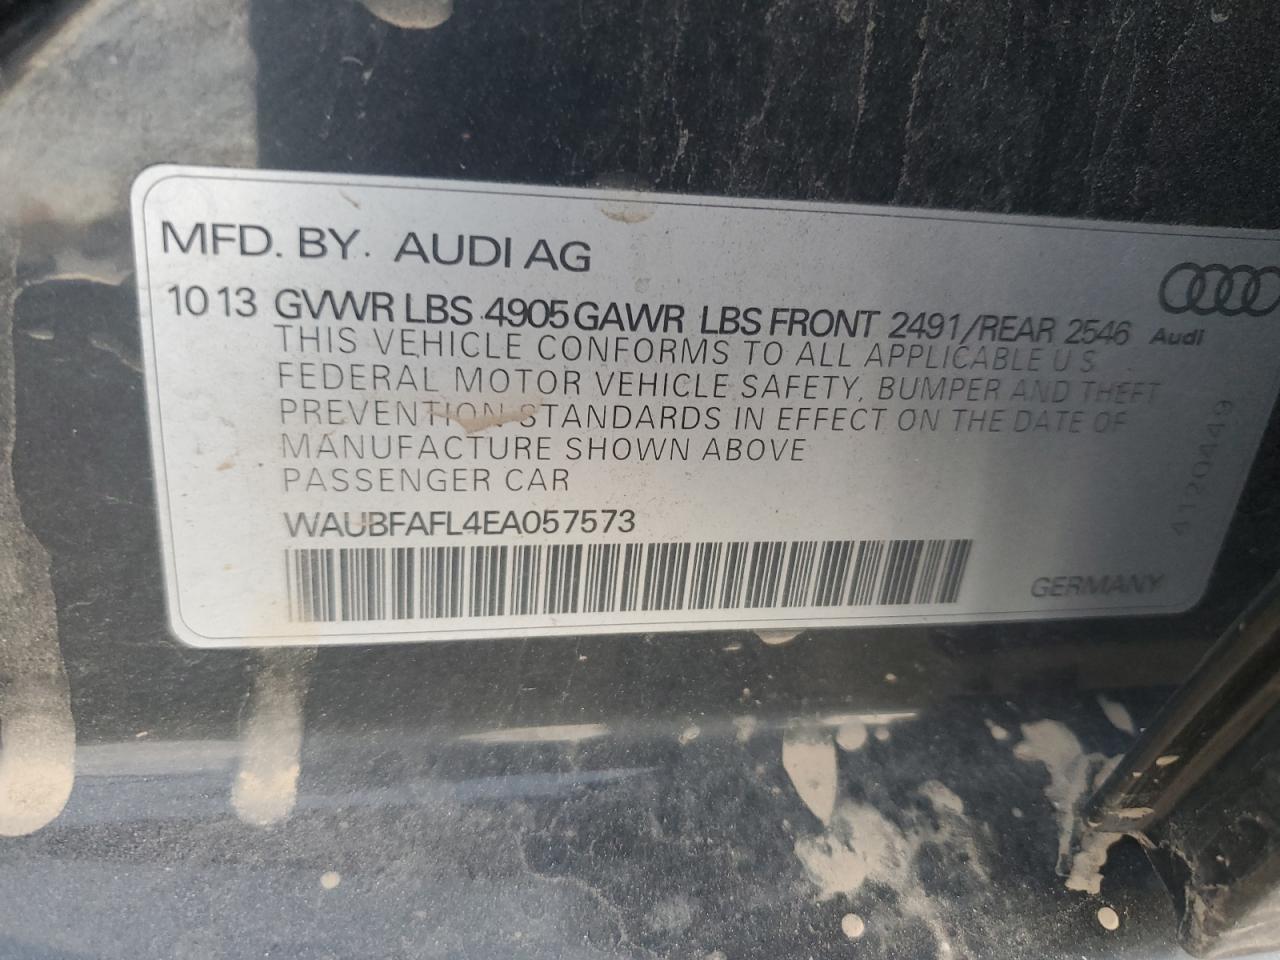 MFD. BY. AUDI AG
10 13 GVWR LBS 4905 GAWR LBS FRONT 2491/REAR 2546
Audi
THIS VEHICLE CONFORMS TO ALL APPLICABLE U S
FEDERAL MOTOR VEHICLE SAFETY, BUMPER AND THEFT
PREVENTION STANDARDS IN EFFECT ON THE DATE OF
MANUFACTURE SHOWN ABOVE
PASSENGER CAR
WAUBFAFL4EA057573
GERMANY
4120449